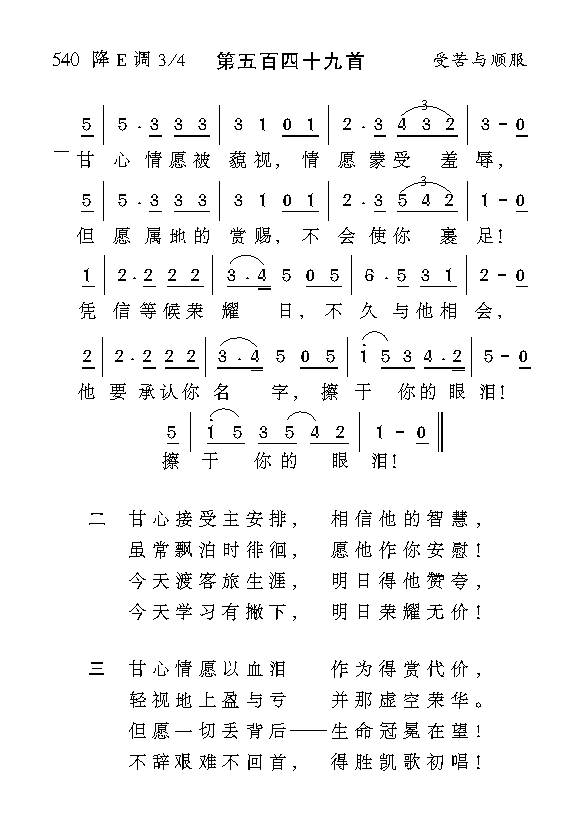 540 降E调 3/4 第五百四十九首 受苦与顺服
3 3
5 | 5 . 3 3 3 | 3 1 0 1 | 2 . 3 4 3 2 | 3 - 0
一 甘 心 情愿被 藐视，情 愿蒙受 羞 辱，
3
5 | 5 . 3 3 3 | 3 1 0 1 | 2 . 3 5 4 2 | 1 - 0
但 愿 属地的 赏赐，不 会使你 裹 足！
1 | 2 . 2 2 2 | 3 . 4 5 0 5 | 6 . 5 3 1 | 2 - 0
凭 信等候荣 耀 日，不 久 与他相 会，
2 | 2 . 2 2 2 | 3 . 4 5 0 5 | i 5 3 4 . 2 | 5 - 0
他 要 承认你 名 字，擦 干 你的 眼 泪！
5 | i 5 3 5 4 2 | 1 - 0
擦 干 你的 眼 泪！
二 甘心接受主安排， 相信他的智慧，
虽常飘泊时徘徊， 愿他作你安慰！
今天渡客旅生涯， 明日得他赞夸，
今天学习有撇下， 明日荣耀无价！
三 甘心情愿以血泪 作为得赏代价，
轻视地上盈与亏 并那虚空荣华。
但愿一切丢背后——生命冠冕在望！
不辞艰难不回首， 得胜凯歌初唱！